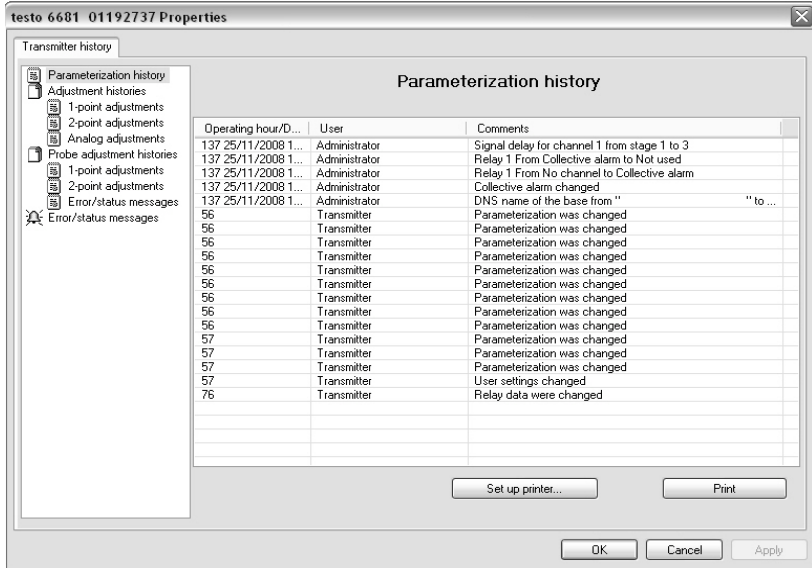 testo 6681 01192737 Properties
Transmitter history
Parameterization history
Adjustment histories
1-point adjustments
2-point adjustments
Analog adjustments
Probe adjustment histories
1-point adjustments
2-point adjustments
Error/status messages
Error/status messages
Parameterization history
Operating hour/D... User Comments
137 25/11/2008 1... Administrator Signal delay for channel 1 from stage 1 to 3
137 25/11/2008 1... Administrator Relay 1 From Collective alarm to Not used
137 25/11/2008 1... Administrator Relay 1 From No channel to Collective alarm
137 25/11/2008 1... Administrator Collective alarm changed
137 25/11/2008 1... Administrator DNS name of the base from " " to ...
56 Transmitter Parameterization was changed
56 Transmitter Parameterization was changed
56 Transmitter Parameterization was changed
56 Transmitter Parameterization was changed
56 Transmitter Parameterization was changed
56 Transmitter Parameterization was changed
56 Transmitter Parameterization was changed
56 Transmitter Parameterization was changed
56 Transmitter Parameterization was changed
57 Transmitter Parameterization was changed
57 Transmitter Parameterization was changed
57 Transmitter Parameterization was changed
57 Transmitter User settings changed
76 Transmitter Relay data were changed
Set up printer... Print
OK Cancel Apply